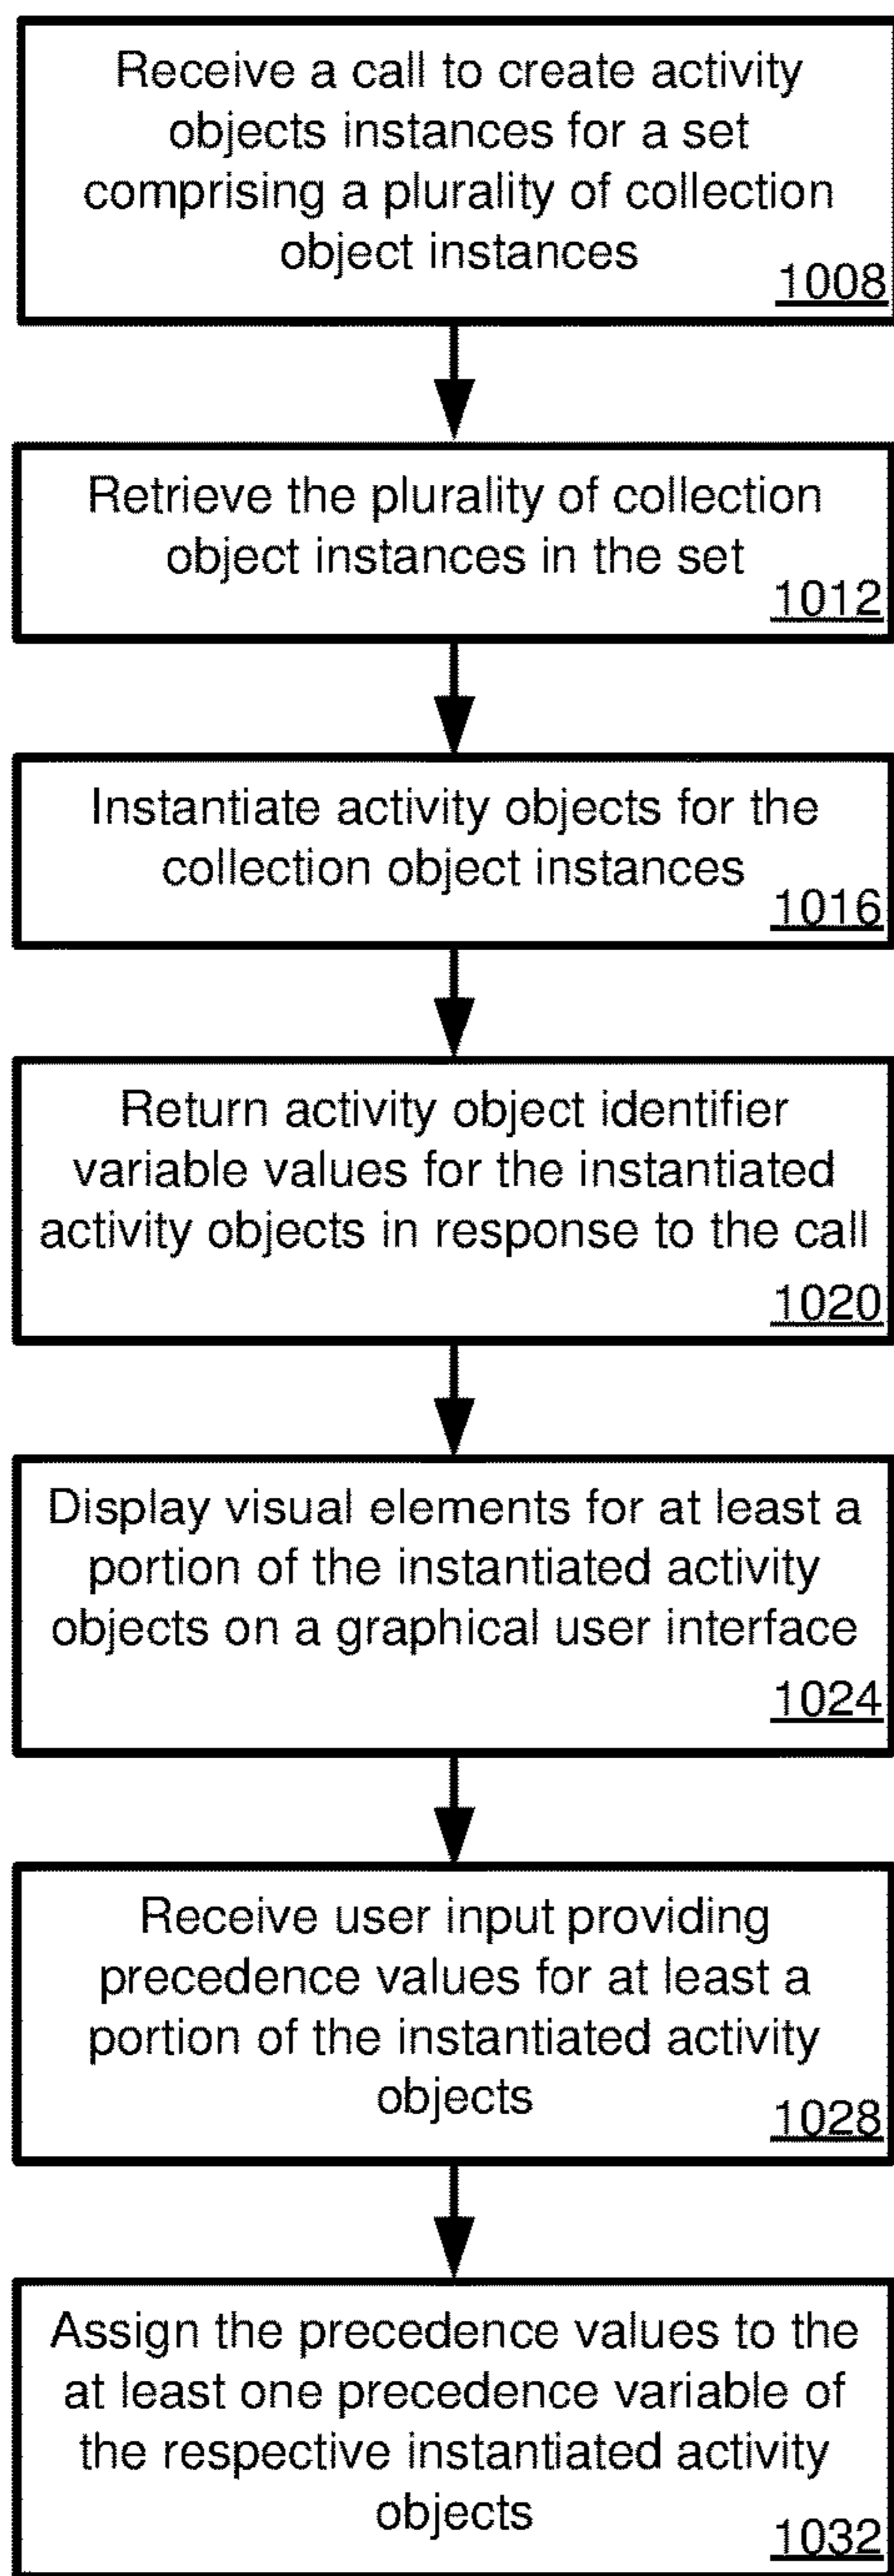 Receive a call to create activity
objects instances for a set
comprising a plurality of collection
object instances
1008
Retrieve the plurality of collection
object instances in the set
1012
Instantiate activity objects for the
collection object instances
1016
Return activity object identifier
variable values for the instantiated
activity objects in response to the call
1020
Display visual elements for at least a
portion of the instantiated activity
objects on a graphical user interface
1024
Receive user input providing
precedence values for at least a
portion of the instantiated activity
objects
1028
Assign the precedence values to the
at least one precedence variable of
the respective instantiated activity
objects
1032